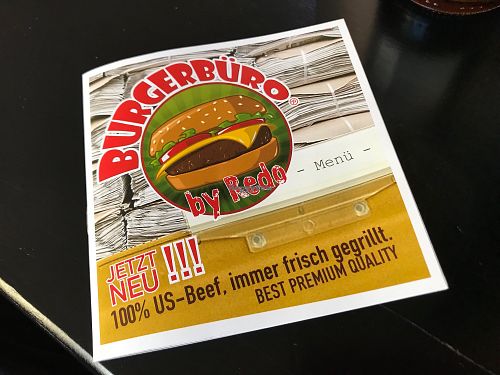 BURGERBÜRO®
by Redo
- Menü -
JETZT
NEU !!!
100% US-Beef, immer frisch gegrillt.
BEST PREMIUM QUALITY